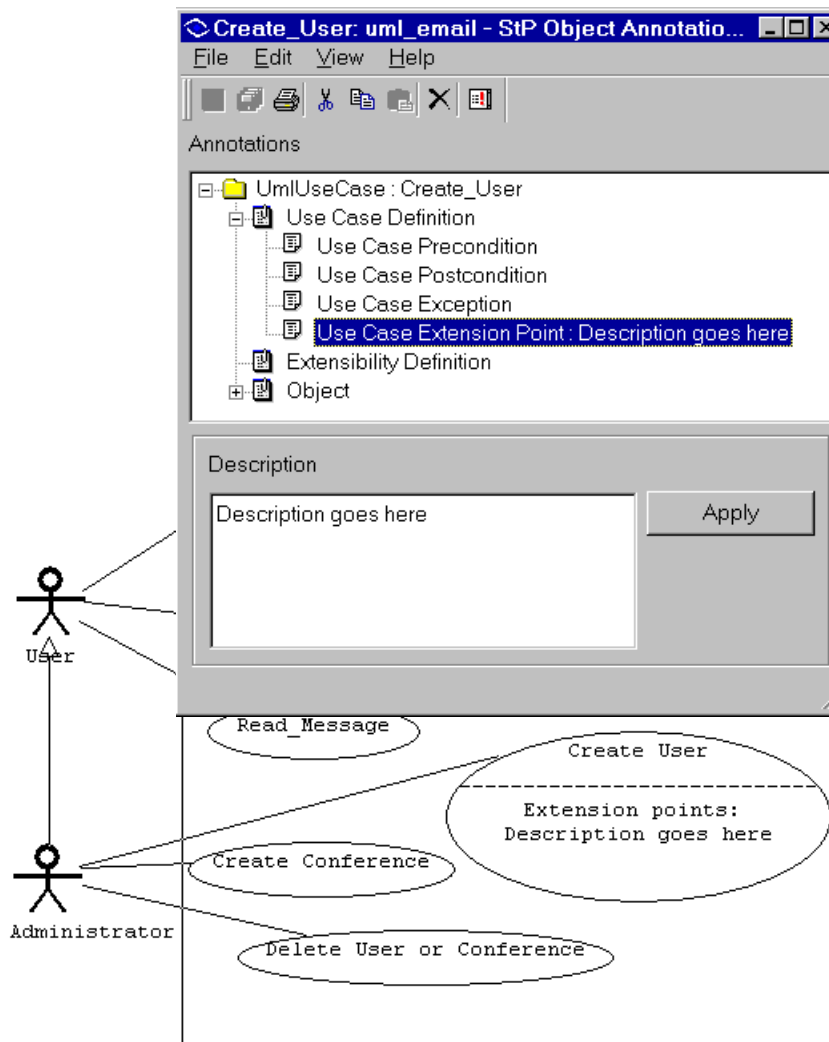 Create_User: uml_email - StP Object Annotatio...
File Edit View Help
Annotations
UmlUseCase : Create_User
Use Case Definition
Use Case Precondition
Use Case Postcondition
Use Case Exception
Use Case Extension Point : Description goes here
Extensibility Definition
Object
Description
Description goes here
Apply
User
Read_Message
Create User
Extension points:
Description goes here
Create Conference
Administrator
Delete User or Conference